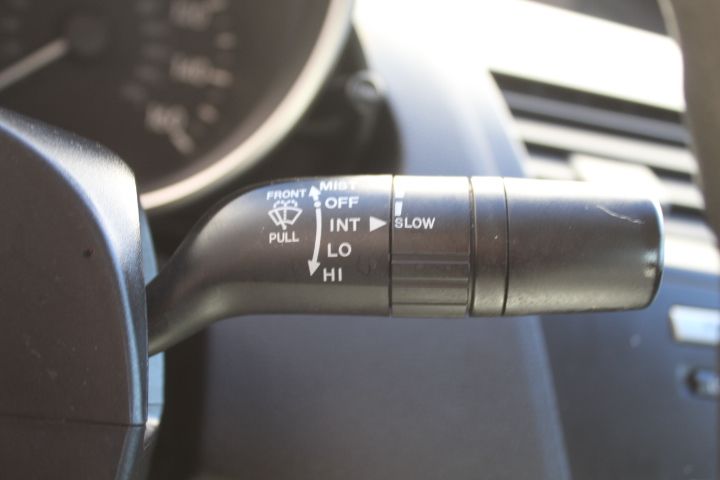 MIST
FRONT
OFF
INT
SLOW
PULL
LO
HI